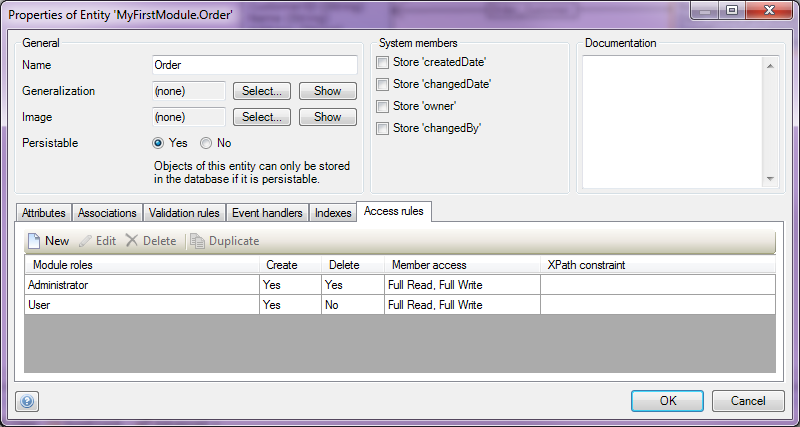 Properties of Entity 'MyFirstModule.Order'
General
Name Order
Generalization (none) Select... Show
Image (none) Select... Show
Persistable Yes No
Objects of this entity can only be stored
in the database if it is persistable.
System members
Store 'createdDate'
Store 'changedDate'
Store 'owner'
Store 'changedBy'
Documentation
Attributes Associations Validation rules Event handlers Indexes Access rules
New Edit Delete Duplicate
Module roles Create Delete Member access XPath constraint
Administrator Yes Yes Full Read, Full Write
User Yes No Full Read, Full Write
? OK Cancel